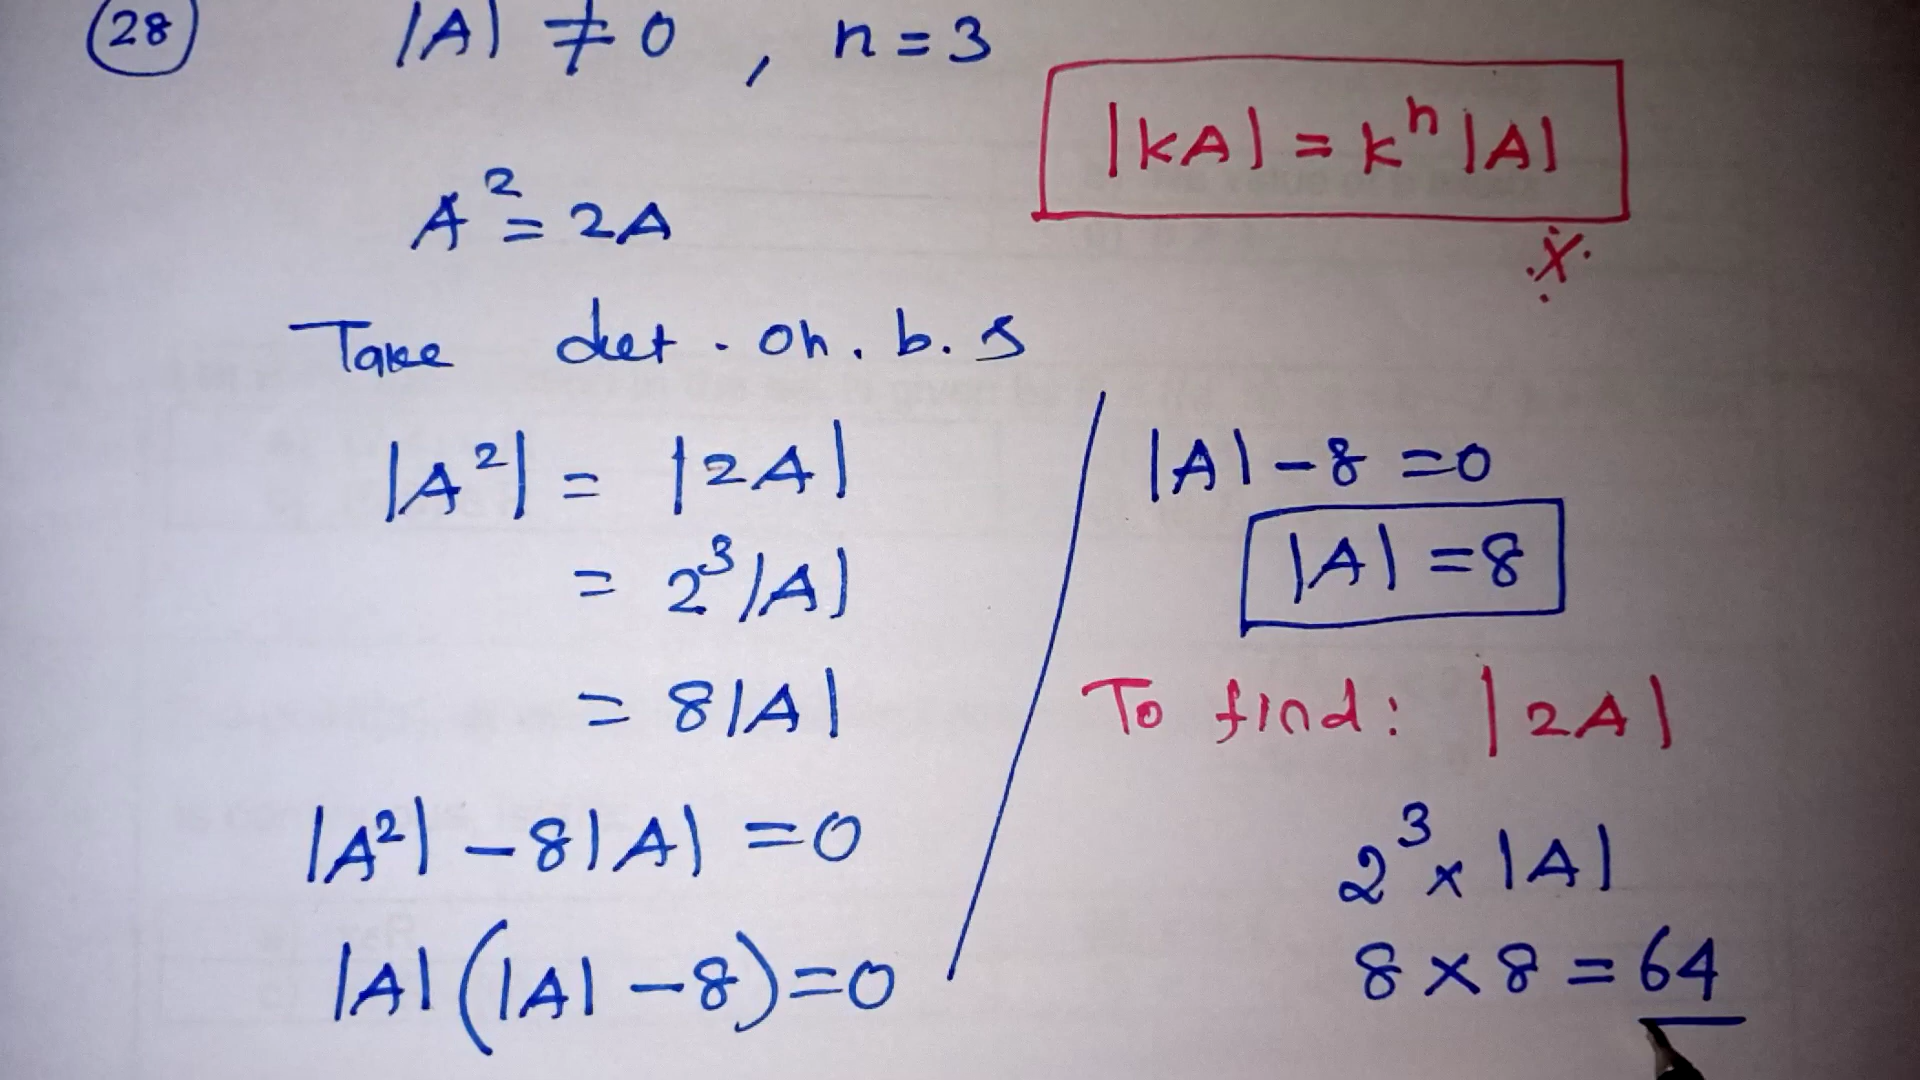 28 |A| ≠ 0 , n = 3
|kA| = kⁿ |A|
A² = 2A
Take det. on. b. s
|A²| = |2A|
= 2³ |A|
= 8|A|
|A²| - 8|A| = 0
|A| (|A| - 8) = 0
|A| - 8 = 0
|A| = 8
To find: |2A|
2³ × |A|
8 × 8 = 64